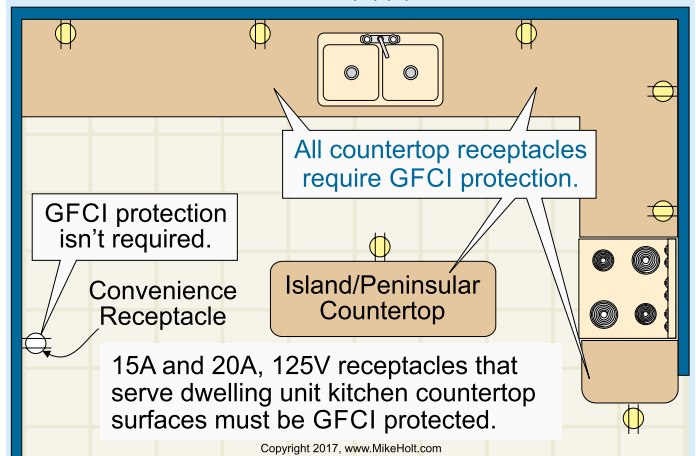 All countertop receptacles
require GFCI protection.
GFCI protection
isn't required.
Convenience
Receptacle
Island/Peninsular
Countertop
15A and 20A, 125V receptacles that
serve dwelling unit kitchen countertop
surfaces must be GFCI protected.
Copyright 2017, www.MikeHolt.com